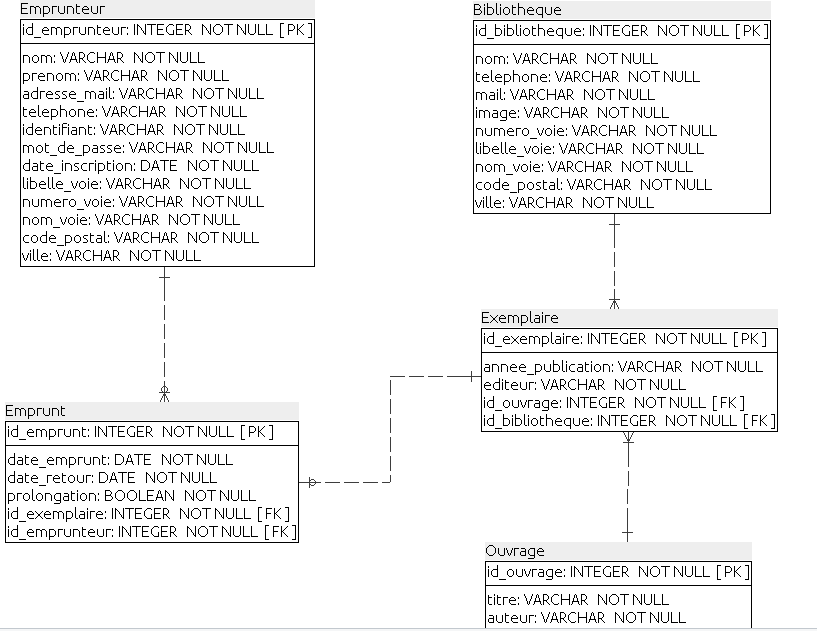 Emprunteur
id_emprunteur: INTEGER NOT NULL [ PK ]
nom: VARCHAR NOT NULL
prenom: VARCHAR NOT NULL
adresse_mail: VARCHAR NOT NULL
telephone: VARCHAR NOT NULL
identifiant: VARCHAR NOT NULL
mot_de_passe: VARCHAR NOT NULL
date_inscription: DATE NOT NULL
libelle_voie: VARCHAR NOT NULL
numero_voie: VARCHAR NOT NULL
nom_voie: VARCHAR NOT NULL
code_postal: VARCHAR NOT NULL
ville: VARCHAR NOT NULL
Bibliotheque
id_bibliotheque: INTEGER NOT NULL [ PK ]
nom: VARCHAR NOT NULL
telephone: VARCHAR NOT NULL
mail: VARCHAR NOT NULL
image: VARCHAR NOT NULL
numero_voie: VARCHAR NOT NULL
libelle_voie: VARCHAR NOT NULL
nom_voie: VARCHAR NOT NULL
code_postal: VARCHAR NOT NULL
ville: VARCHAR NOT NULL
Exemplaire
id_exemplaire: INTEGER NOT NULL [ PK ]
annee_publication: VARCHAR NOT NULL
editeur: VARCHAR NOT NULL
id_ouvrage: INTEGER NOT NULL [ FK ]
id_bibliotheque: INTEGER NOT NULL [ FK ]
Emprunt
id_emprunt: INTEGER NOT NULL [ PK ]
date_emprunt: DATE NOT NULL
date_retour: DATE NOT NULL
prolongation: BOOLEAN NOT NULL
id_exemplaire: INTEGER NOT NULL [ FK ]
id_emprunteur: INTEGER NOT NULL [ FK ]
Ouvrage
id_ouvrage: INTEGER NOT NULL [ PK ]
titre: VARCHAR NOT NULL
auteur: VARCHAR NOT NULL